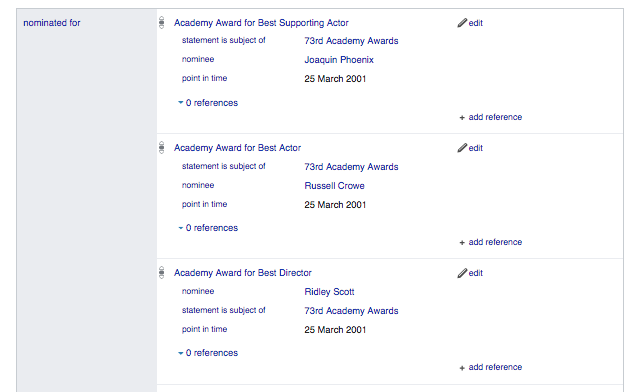 nominated for
Academy Award for Best Supporting Actor edit
statement is subject of 73rd Academy Awards
nominee Joaquin Phoenix
point in time 25 March 2001
0 references
+ add reference
Academy Award for Best Actor edit
statement is subject of 73rd Academy Awards
nominee Russell Crowe
point in time 25 March 2001
0 references
+ add reference
Academy Award for Best Director edit
nominee Ridley Scott
statement is subject of 73rd Academy Awards
point in time 25 March 2001
0 references
+ add reference